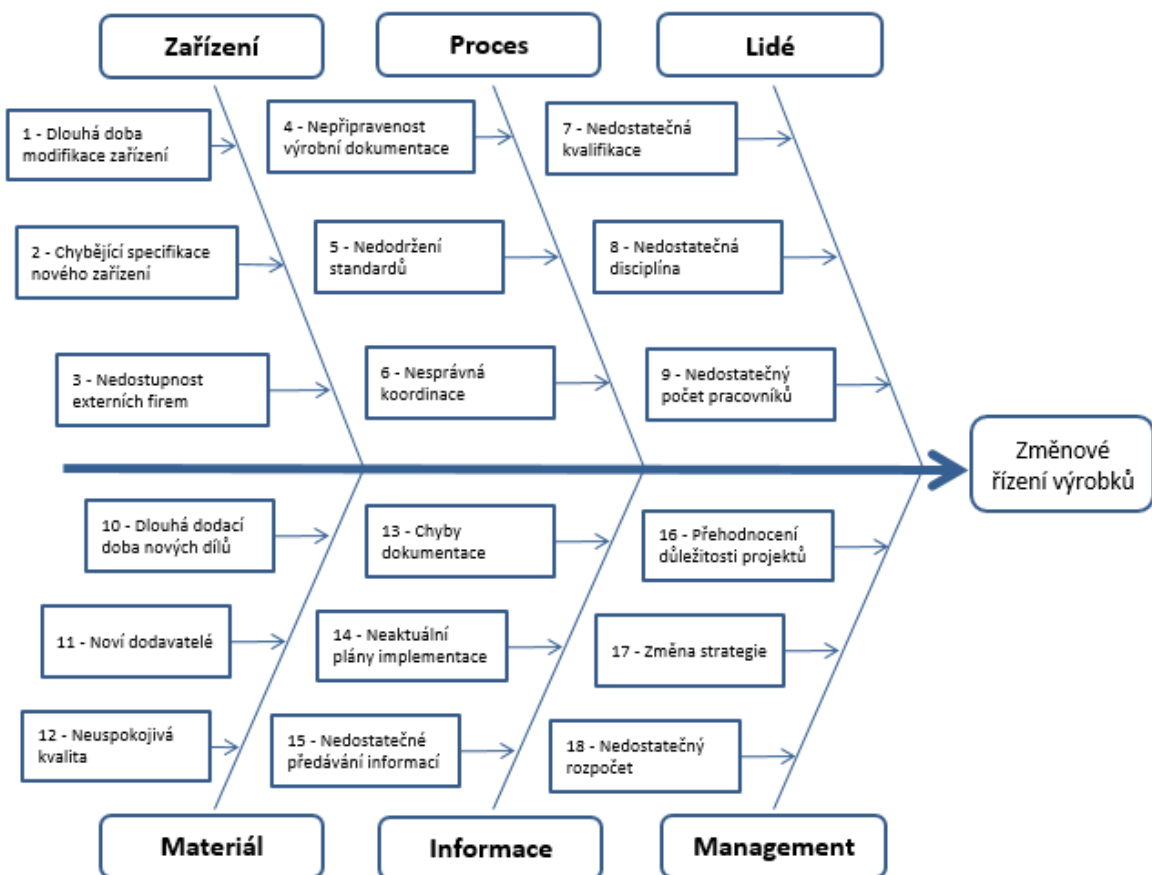 Zařízení
Proces
Lidé
1 - Dlouhá doba
modifikace zařízení
4 - Nepřipravenost
výrobní dokumentace
7 - Nedostatečná
kvalifikace
2 - Chybějící specifikace
nového zařízení
5 - Nedodržení
standardů
8 - Nedostatečná
disciplína
3 - Nedostupnost
externích firem
6 - Nesprávná
koordinace
9 - Nedostatečný
počet pracovníků
Změnové
řízení výrobků
10 - Dlouhá dodací
doba nových dílů
13 - Chyby
dokumentace
16 - Přehodnocení
důležitosti projektů
11 - Noví dodavatelé
14 - Neaktuální
plány implementace
17 - Změna strategie
12 - Neuspokojivá
kvalita
15 - Nedostatečné
předávání informací
18 - Nedostatečný
rozpočet
Materiál
Informace
Management